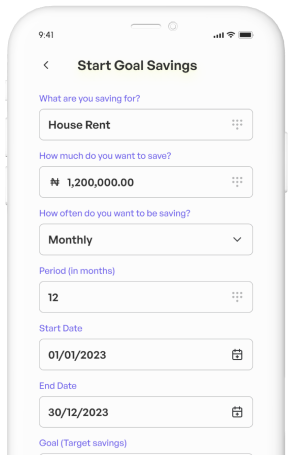 9:41
Start Goal Savings
What are you saving for?
House Rent
How much do you want to save?
₦ 1,200,000.00
How often do you want to be saving?
Monthly
Period (in months)
12
Start Date
01/01/2023
End Date
30/12/2023
Goal (Target savings)